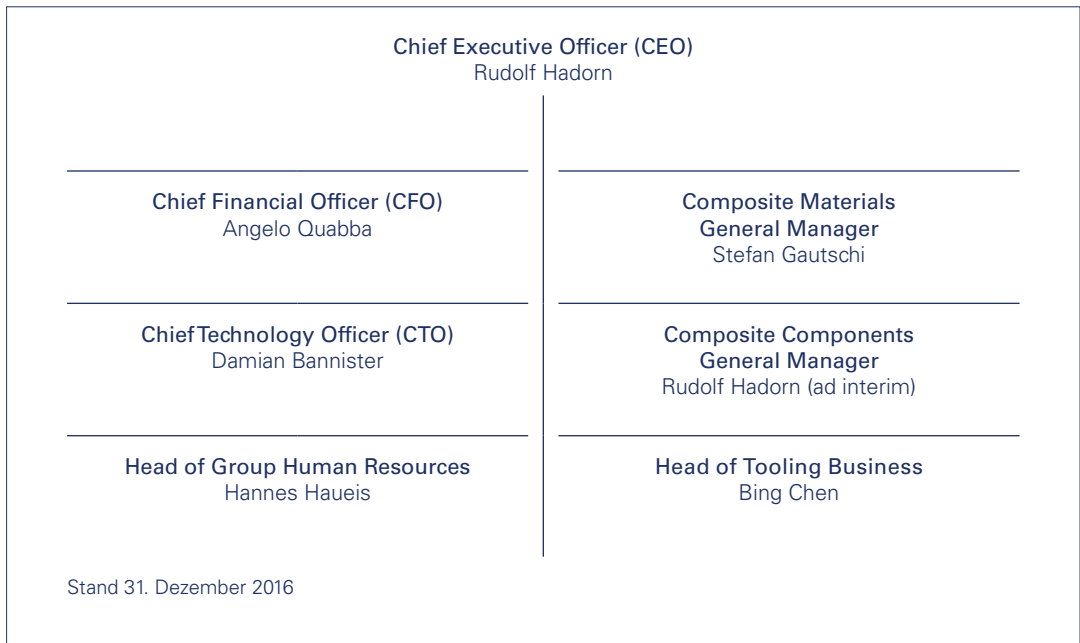 Chief Executive Officer (CEO)
Rudolf Hadorn
Chief Financial Officer (CFO)
Angelo Quabba
Composite Materials
General Manager
Stefan Gautschi
Chief Technology Officer (CTO)
Damian Bannister
Composite Components
General Manager
Rudolf Hadorn (ad interim)
Head of Group Human Resources
Hannes Haueis
Head of Tooling Business
Bing Chen
Stand 31. Dezember 2016